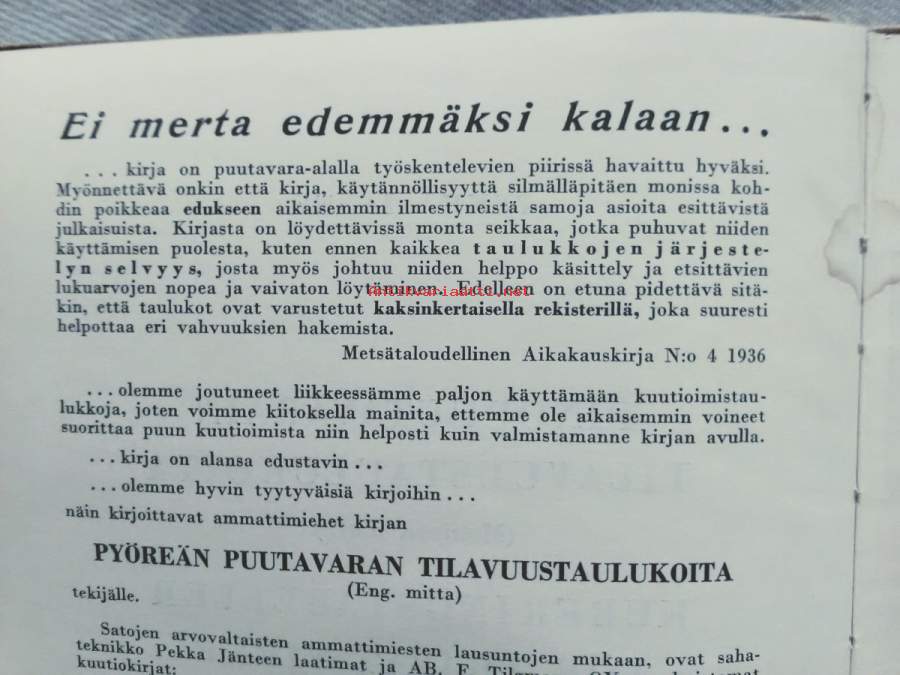 Ei merta edemmäksi kalaan...
... kirja on puutavara-alalla työskentelevien piirissä havaittu hyväksi.
Myönnettävä onkin että kirja, käytännöllisyyttä silmälläpitäen monissa koh-
din poikkeaa edukseen aikaisemmin ilmestyneistä samoja asioita esittävistä
julkaisuista. Kirjasta on löydettävissä monta seikkaa, jotka puhuvat niiden
käyttämisen puolesta, kuten ennen kaikkea taulukkojen järjeste-
lyn selvyys, josta myös johtuu niiden helppo käsittely ja etsittävien
lukuarvojen nopea ja vaivaton löytäminen. Edelleen on etuna pidettävä sitä-
antikvariaatti.net
kin, että taulukot ovat varustetut kaksinkertaisella rekisterillä, joka suuresti
helpottaa eri vahvuuksien hakemista.
Metsätaloudellinen Aikakauskirja N:o 4 1936
...olemme joutuneet liikkeessämme paljon käyttämään kuutioimistau-
lukkoja, joten voimme kiitoksella mainita, ettemme ole aikaisemmin voineet
suorittaa puun kuutioimista niin helposti kuin valmistamanne kirjan avulla.
...kirja on alansa edustavin...
...olemme hyvin tyytyväisiä kirjoihin...
näin kirjoittavat ammattimiehet kirjan
PYÖREÄN PUUTAVARAN TILAVUUSTAULUKOITA
(Eng. mitta)
tekijälle.
Satojen arvovaltaisten ammattimiesten lausuntojen mukaan, ovat saha-
teknikko Pekka Jänteen laatimat ja AB. F.
kuutiokirjat: